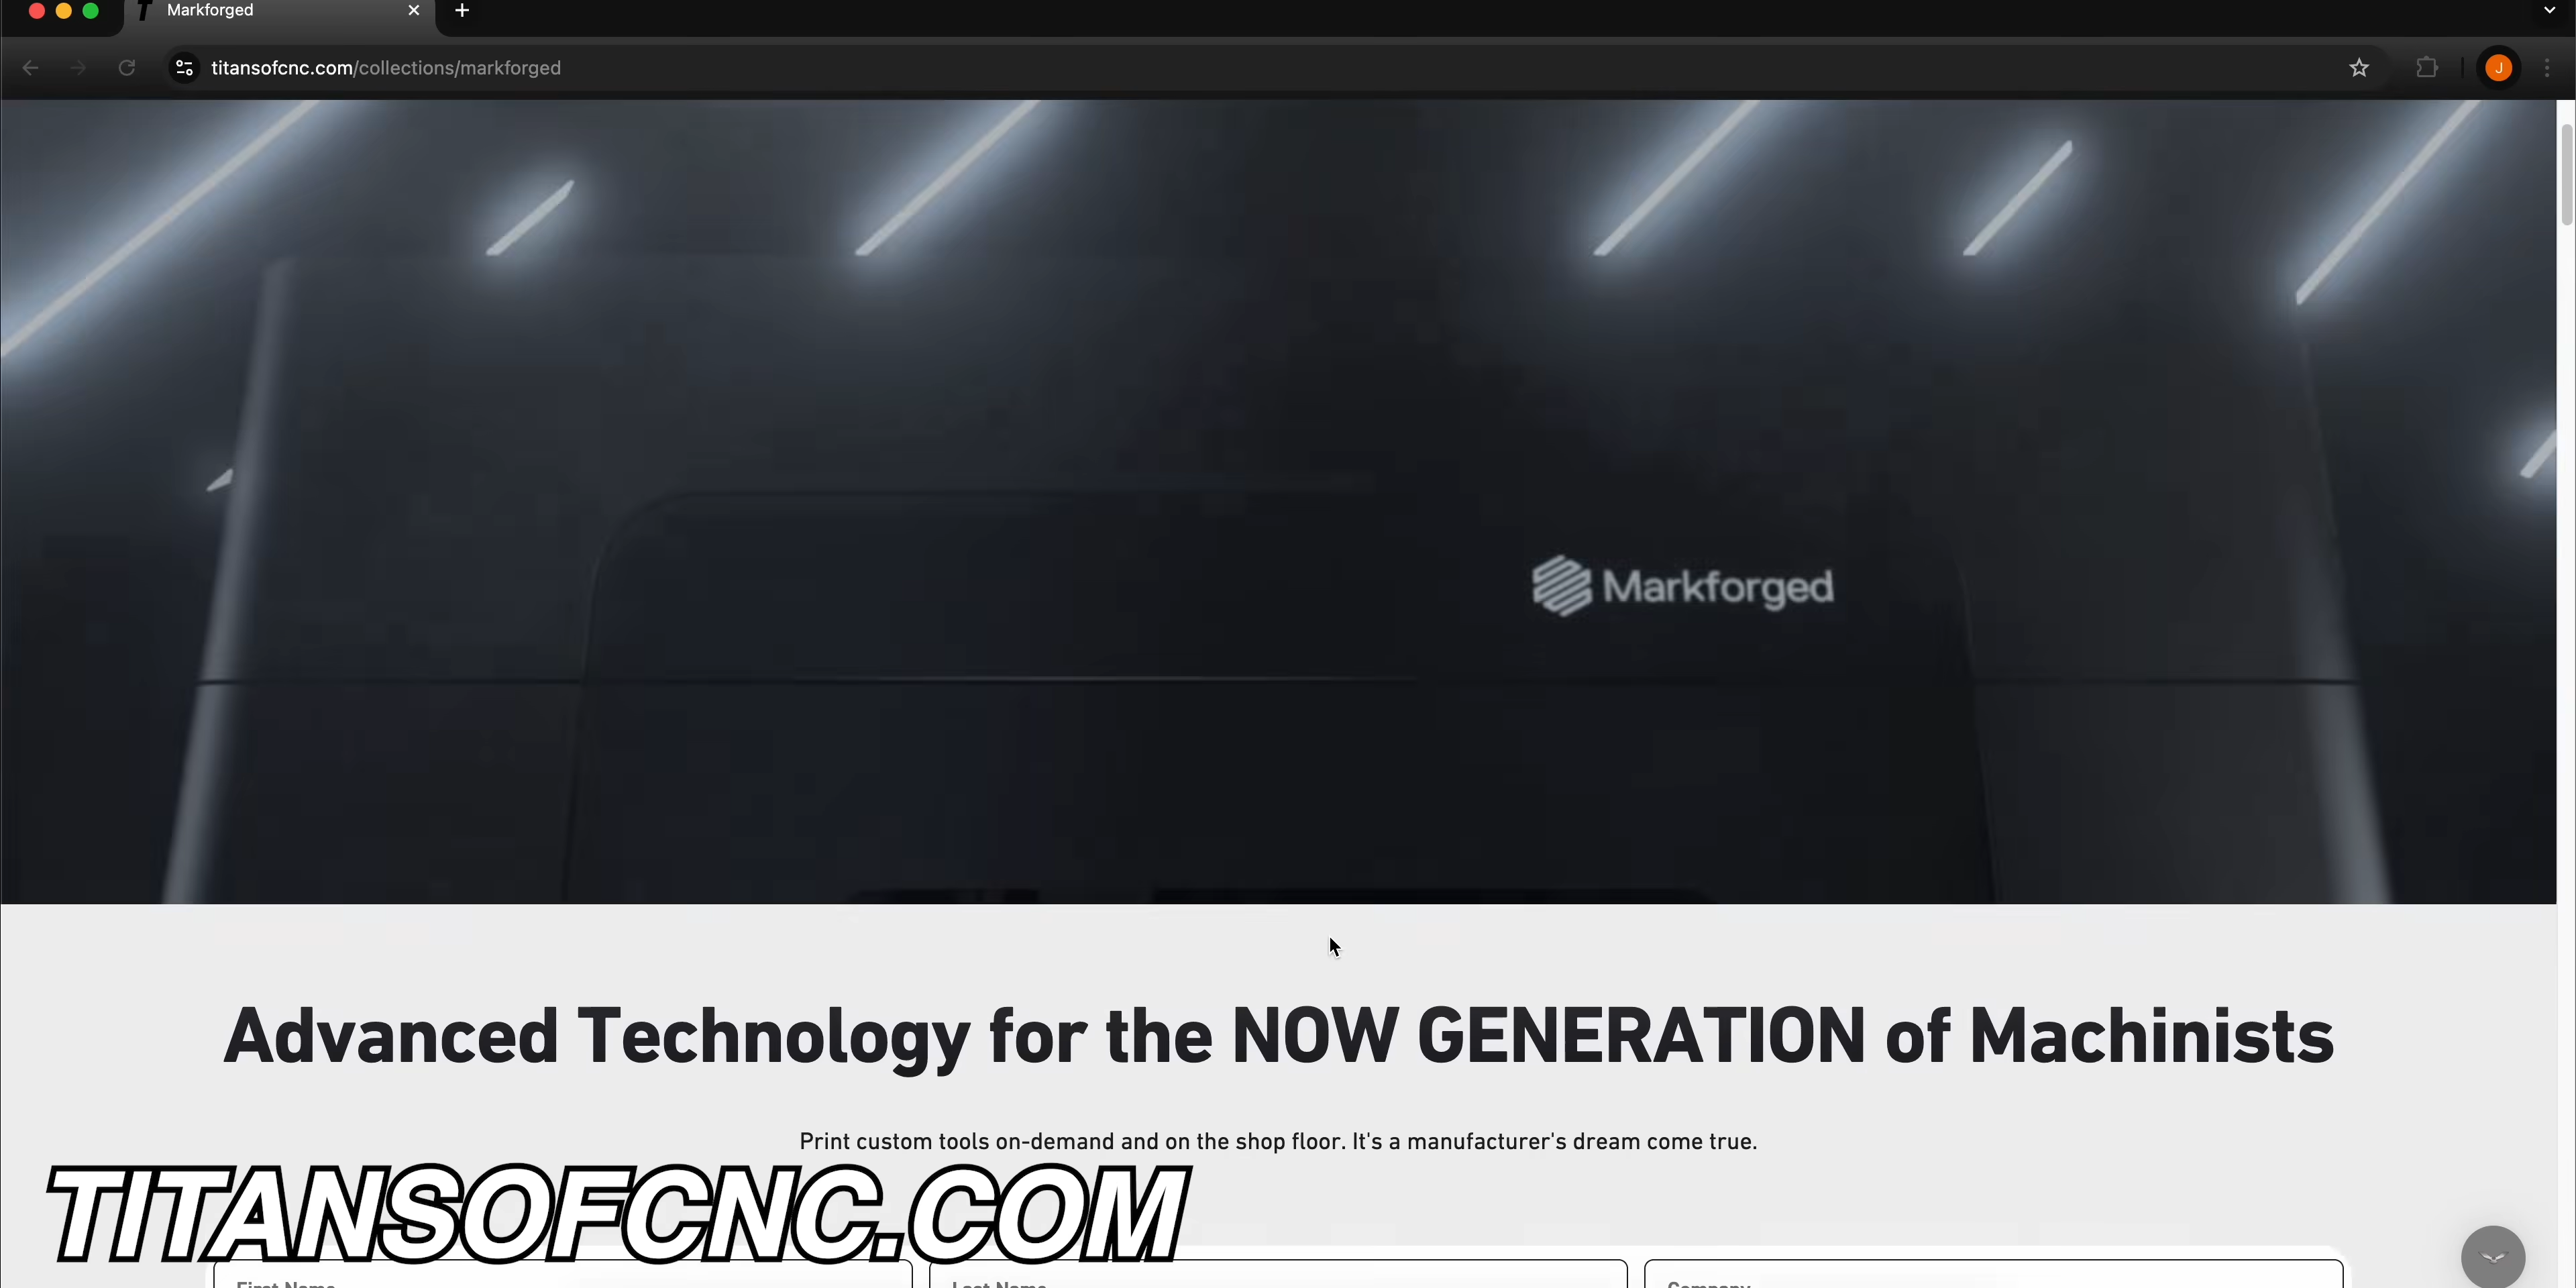 Markforged
titansofcnc.com/collections/markforged
J
Markforged
Advanced Technology for the NOW GENERATION of Machinists
Print custom tools on-demand and on the shop floor. It's a manufacturer's dream come true.
TITANSOFCNC.COM
First Name
Last Name
Company